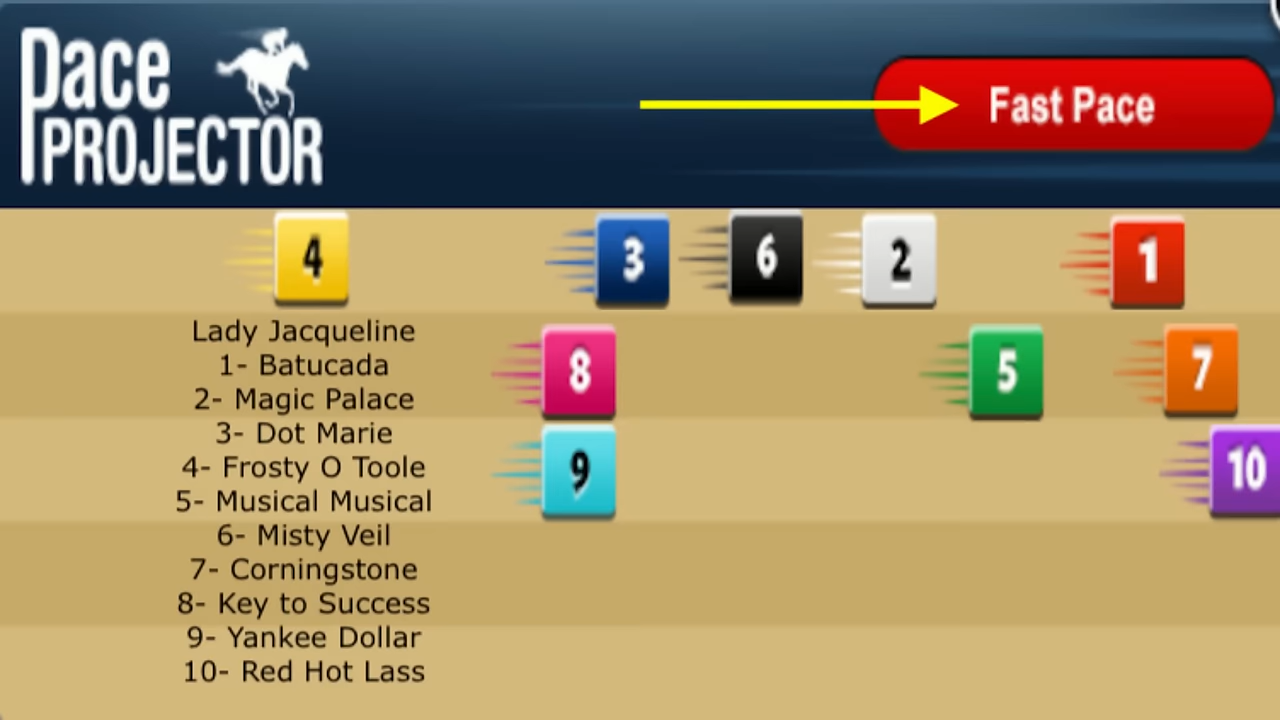 Pace
PROJECTOR
Fast Pace
4 3 6 2 1
8 5 7
9 10
Lady Jacqueline
1- Batucada
2- Magic Palace
3- Dot Marie
4- Frosty O Toole
5- Musical Musical
6- Misty Veil
7- Corningstone
8- Key to Success
9- Yankee Dollar
10- Red Hot Lass